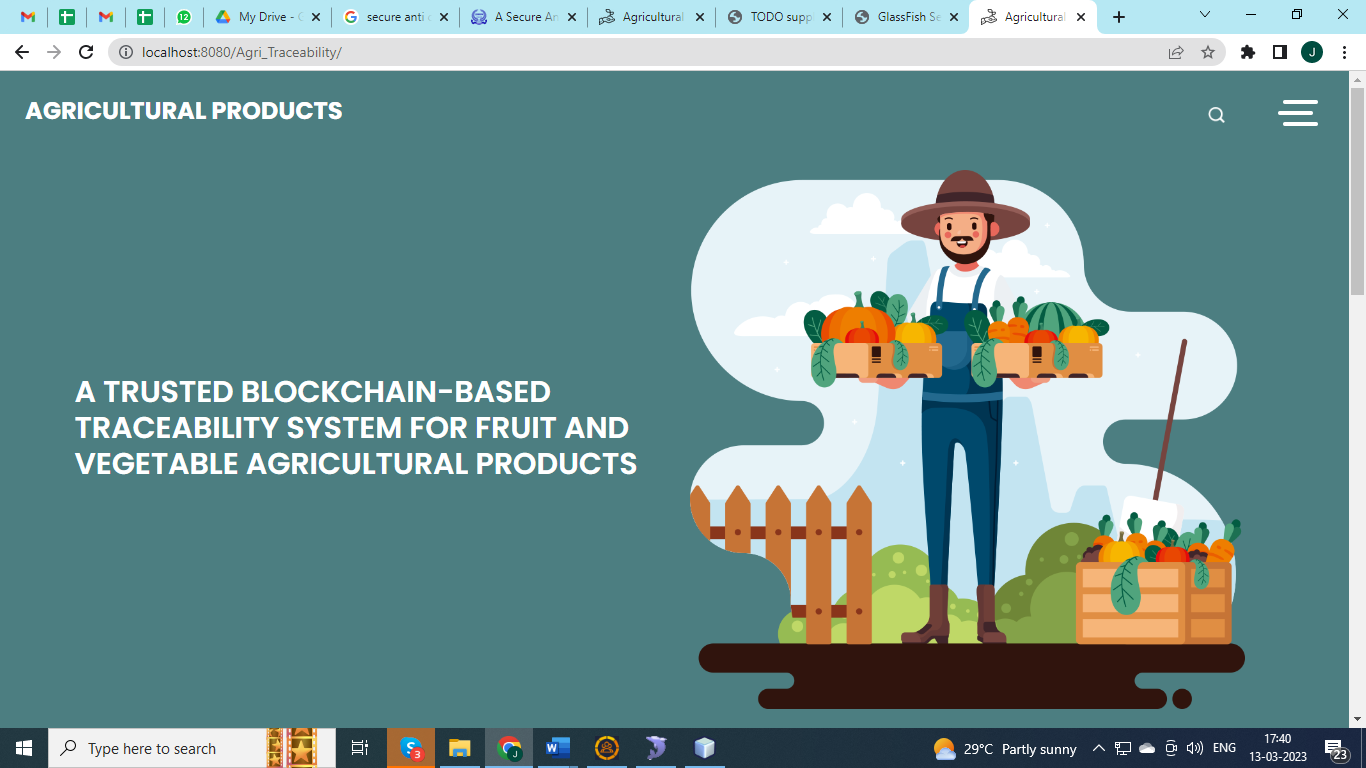 12
My Drive - G
secure anti c
A Secure An
Agricultural
TODO supp
GlassFish Se
Agricultural
localhost:8080/Agri_Traceability/
J
AGRICULTURAL PRODUCTS
A TRUSTED BLOCKCHAIN-BASED
TRACEABILITY SYSTEM FOR FRUIT AND
VEGETABLE AGRICULTURAL PRODUCTS
Type here to search
3
J
29°C Partly sunny
ENG
17:40
13-03-2023
23